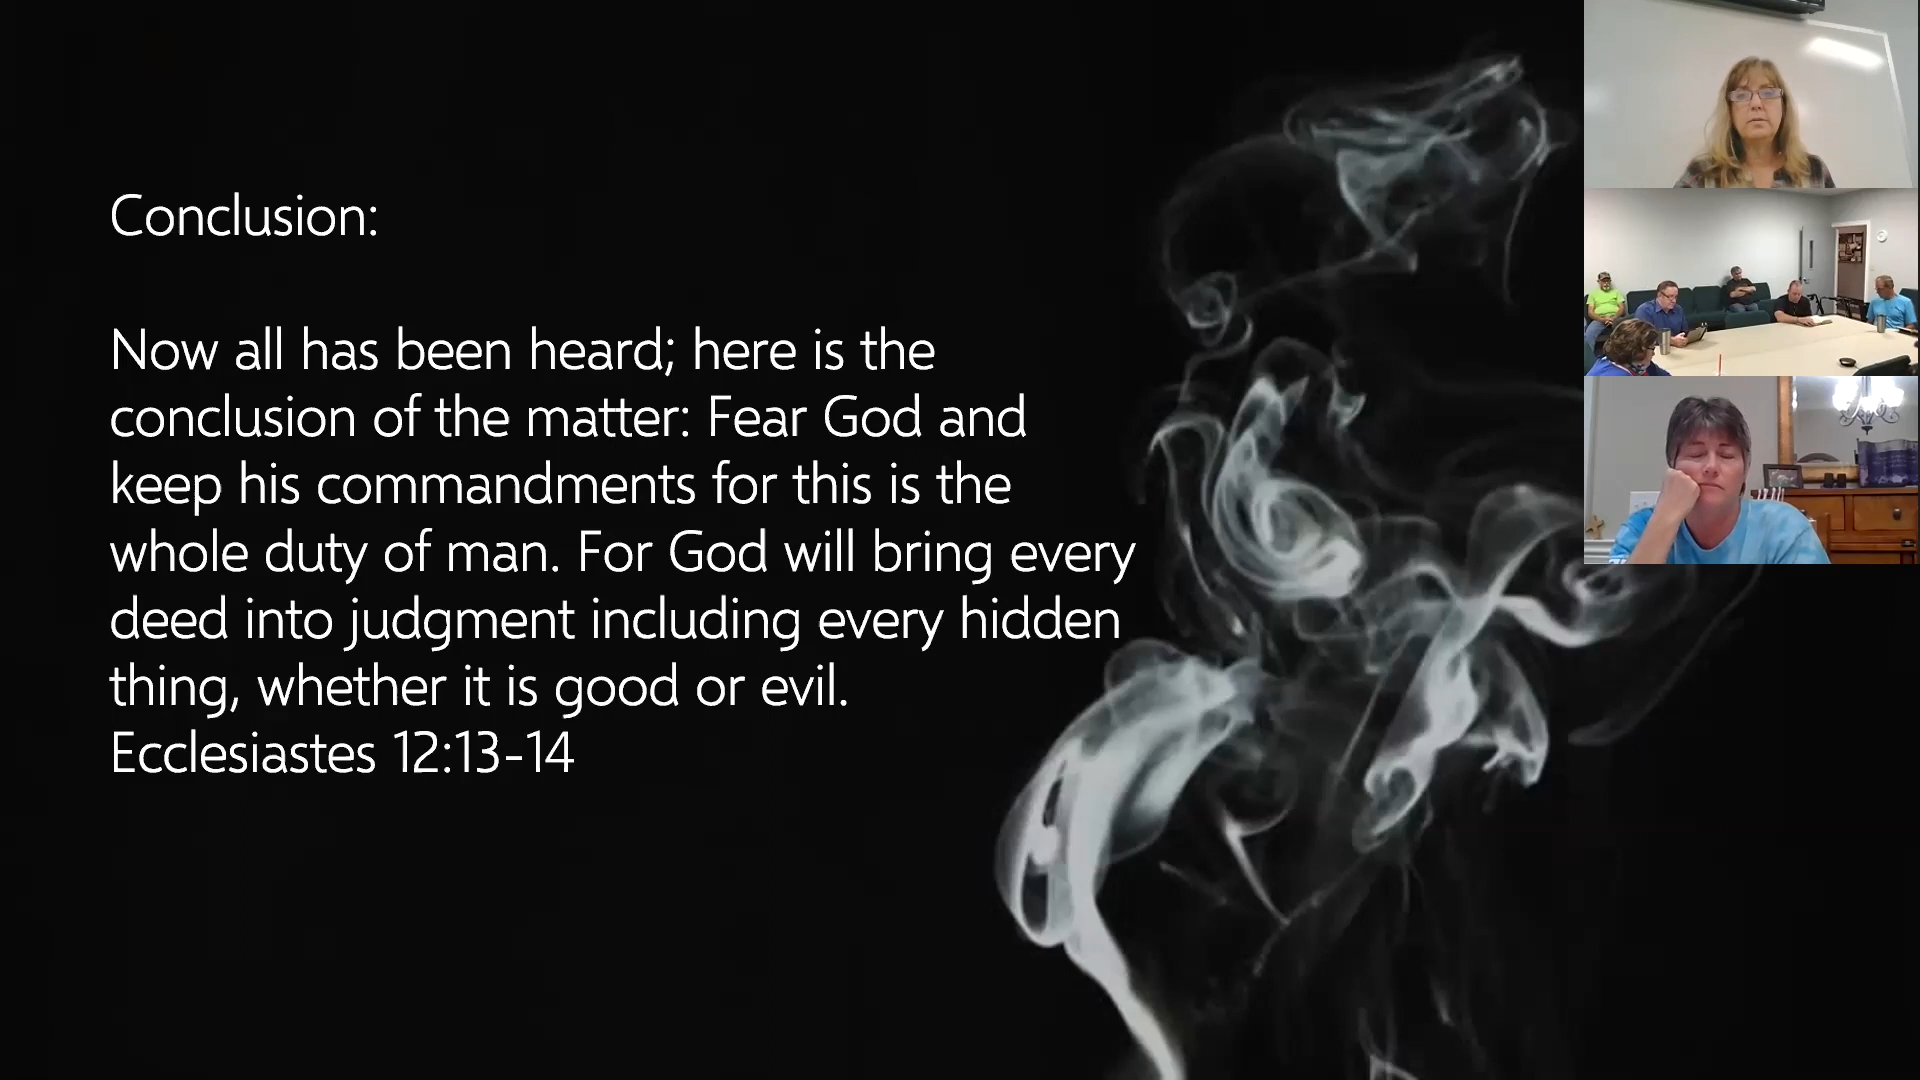 Conclusion:
Now all has been heard; here is the
conclusion of the matter: Fear God and
keep his commandments for this is the
whole duty of man. For God will bring every
deed into judgment including every hidden
thing, whether it is good or evil.
Ecclesiastes 12:13-14